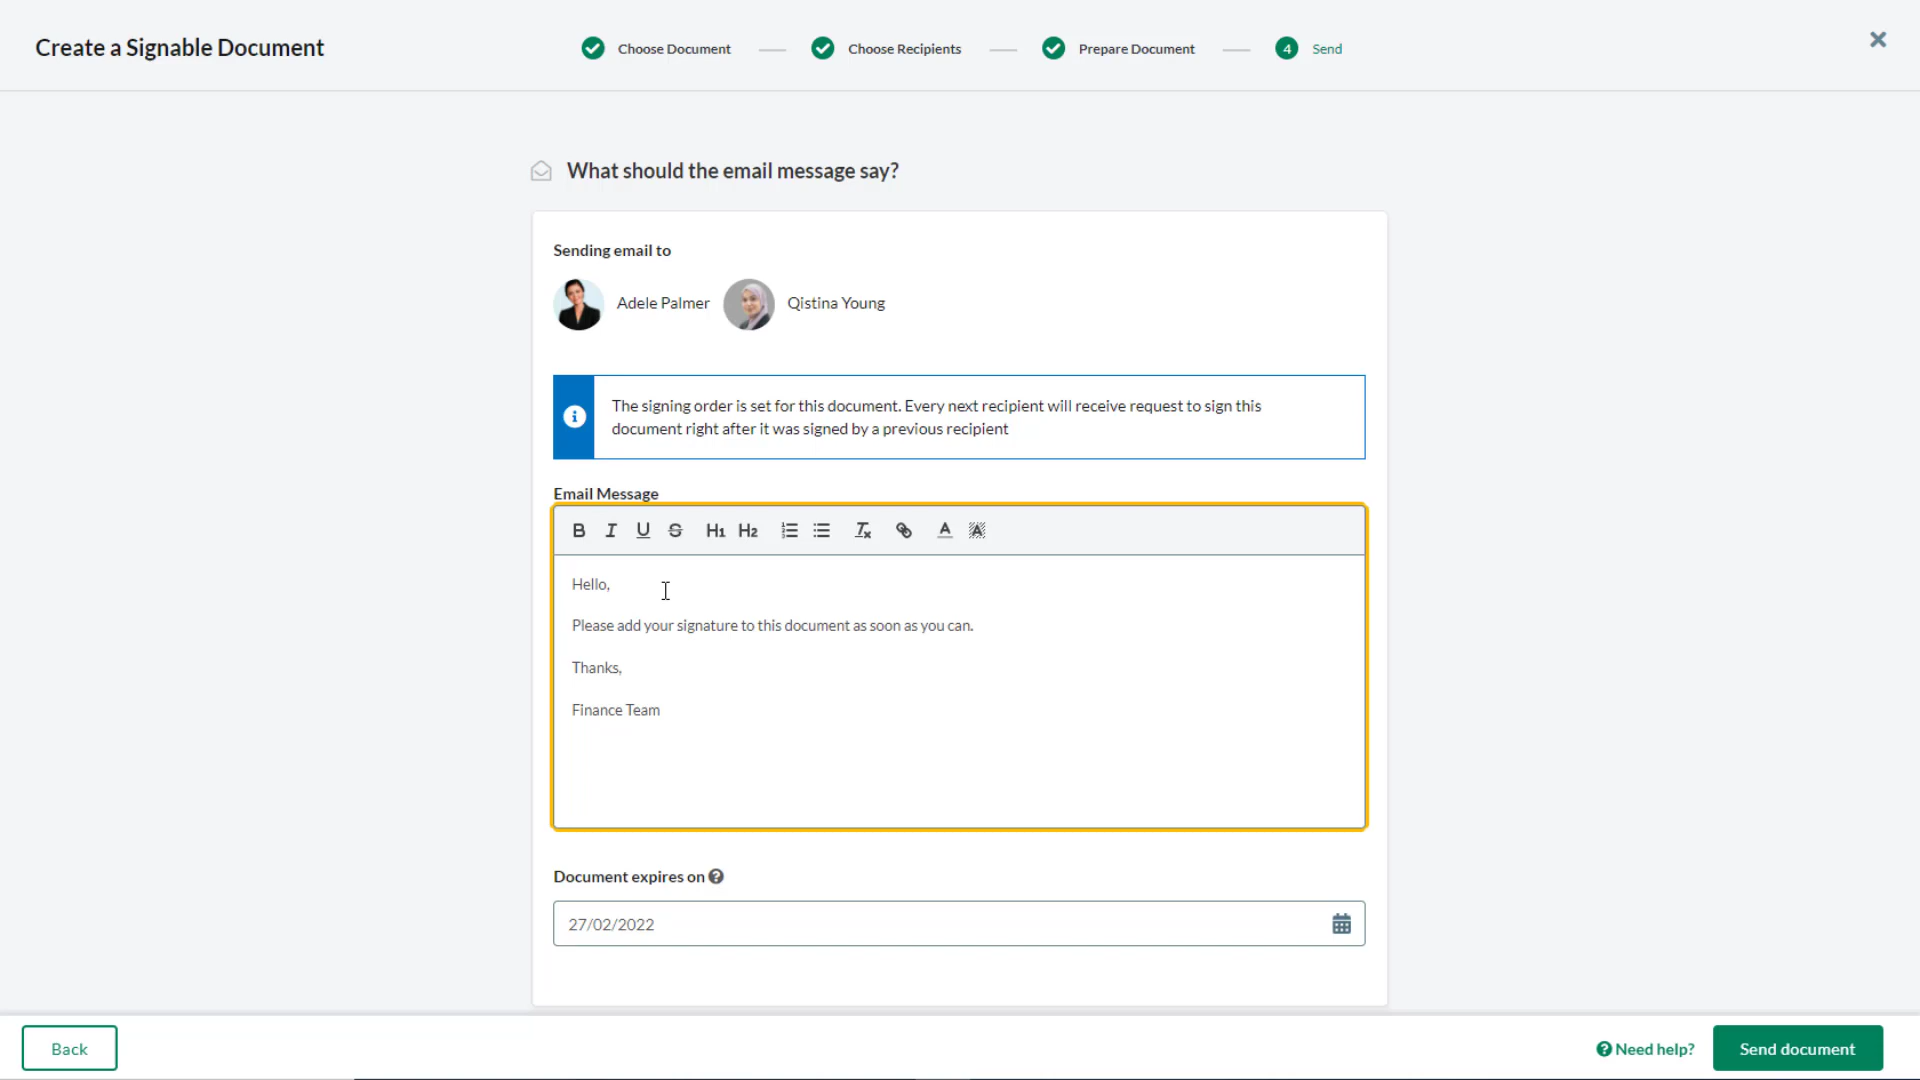 Create a Signable Document
Choose Document
Choose Recipients
Prepare Document
4 Send
What should the email message say?
Sending email to
Adele Palmer
Qistina Young
The signing order is set for this document. Every next recipient will receive request to sign this
document right after it was signed by a previous recipient
Email Message
B I U S H1 H2 Tx A A
Hello,
Please add your signature to this document as soon as you can.
Thanks,
Finance Team
Document expires on
27/02/2022
Back
Need help?
Send document